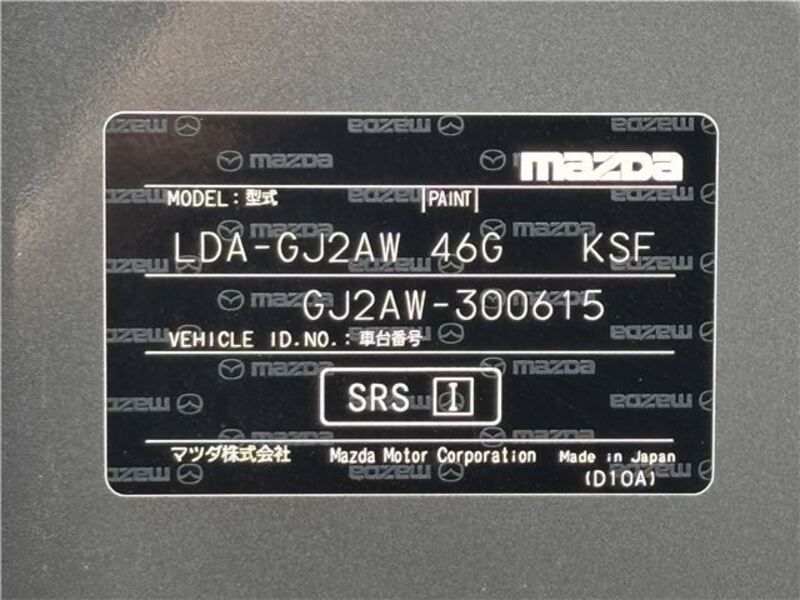 mazda
MODEL:型式 PAINT
LDA-GJ2AW 46G KSF
GJ2AW-300615
VEHICLE ID.NO.:車台番号
SRS I
マツダ株式会社 Mazda Motor Corporation Made in Japan
(D10A)